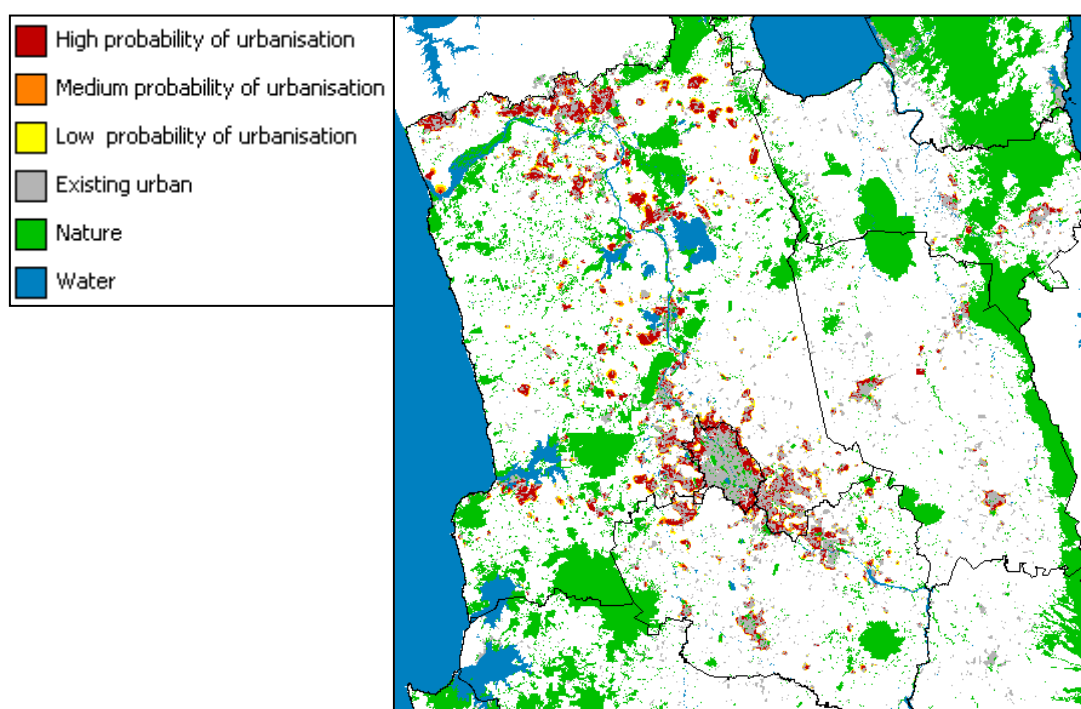 High probability of urbanisation
Medium probability of urbanisation
Low probability of urbanisation
Existing urban
Nature
Water